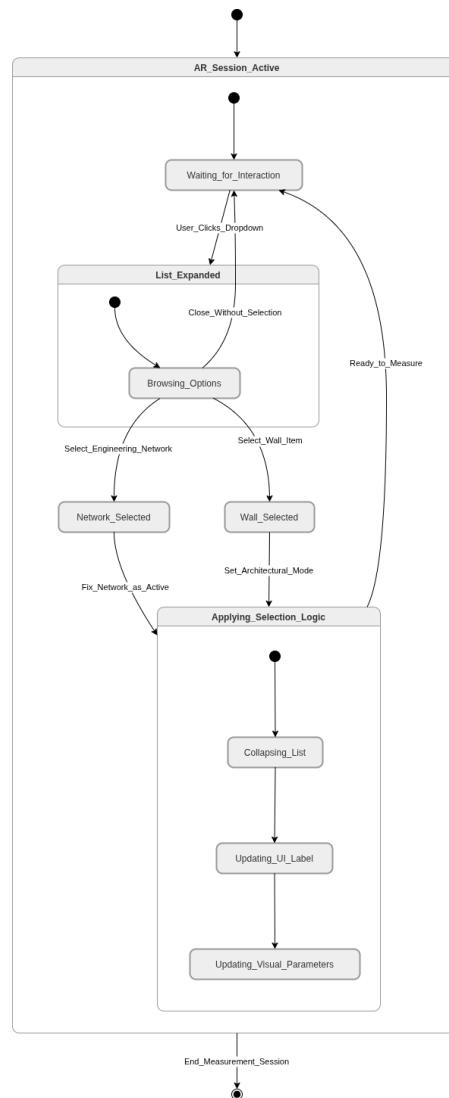 AR_Session_Active
Waiting_for_Interaction
User_Clicks_Dropdown
List_Expanded
Close_Without_Selection
Ready_to_Measure
Browsing_Options
Select_Wall_Item
Select_Engineering_Network
Network_Selected
Wall_Selected
Set_Architectural_Mode
Fix_Network_as_Active
Applying_Selection_Logic
Collapsing_List
Updating_UI_Label
Updating_Visual_Parameters
End_Measurement_Session